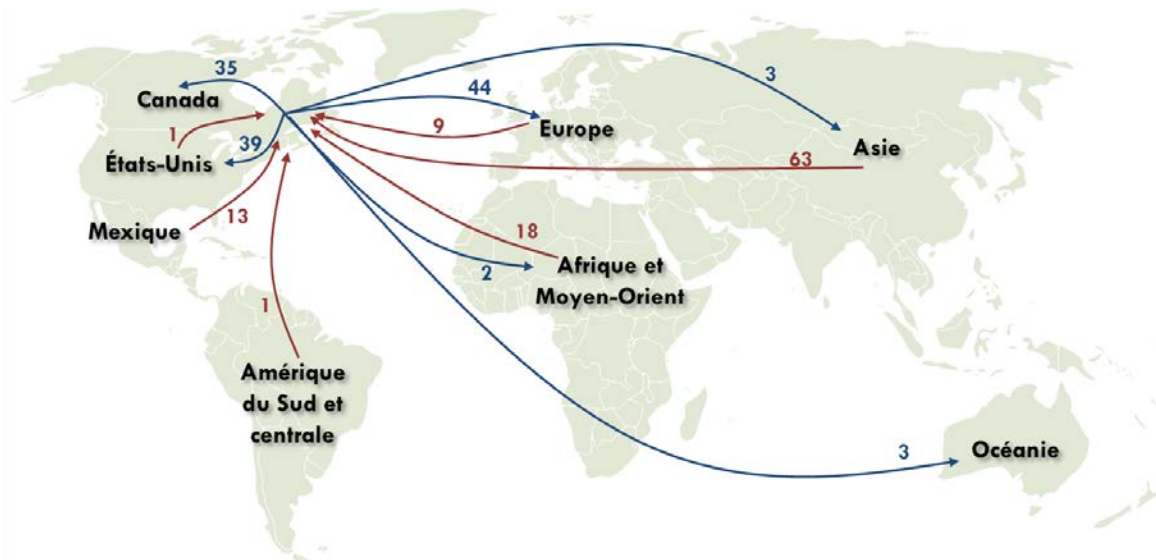 35
3
Canada
44
1
9
Europe
39
Asie
États-Unis
63
Mexique
13
18
2
Afrique et
Moyen-Orient
1
Amérique
du Sud et
centrale
3
Océanie